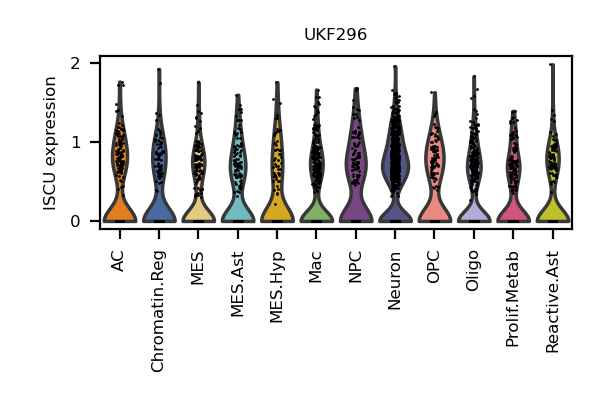 UKF296
ISCU expression
2
1
0
AC
Chromatin.Reg
MES
MES.Ast
MES.Hyp
Mac
NPC
Neuron
OPC
Oligo
Prolif.Metab
Reactive.Ast